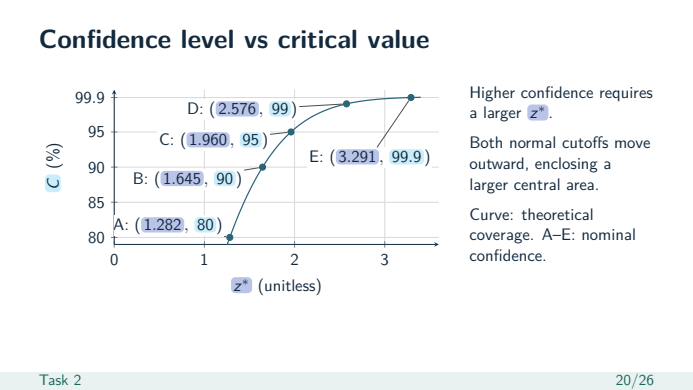 Confidence level vs critical value
99.9
95
90
85
80
C (%)
D: (2.576, 99)
C: (1.960, 95)
E: (3.291, 99.9)
B: (1.645, 90)
A: (1.282, 80)
0 1 2 3
z* (unitless)
Higher confidence requires
a larger z*.
Both normal cutoffs move
outward, enclosing a
larger central area.
Curve: theoretical
coverage. A–E: nominal
confidence.
Task 2
20/26